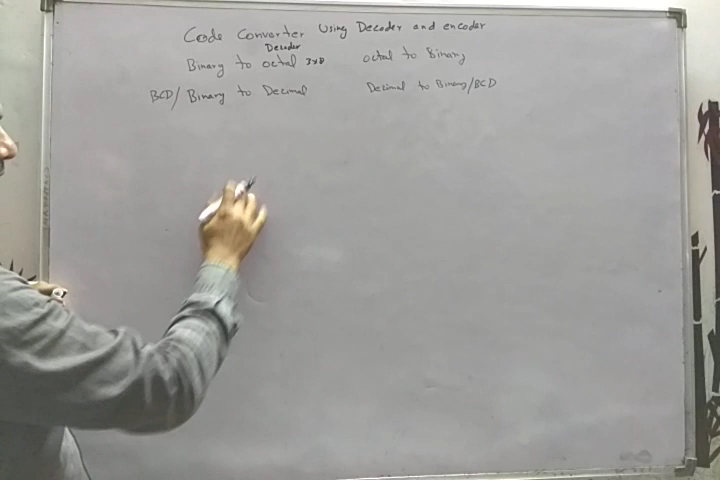 Code Converter Using Decoder and encoder
Decoder
Binary to octal 3x8 octal to Binary
BCD/Binary to Decimal Decimal to Binary/BCD